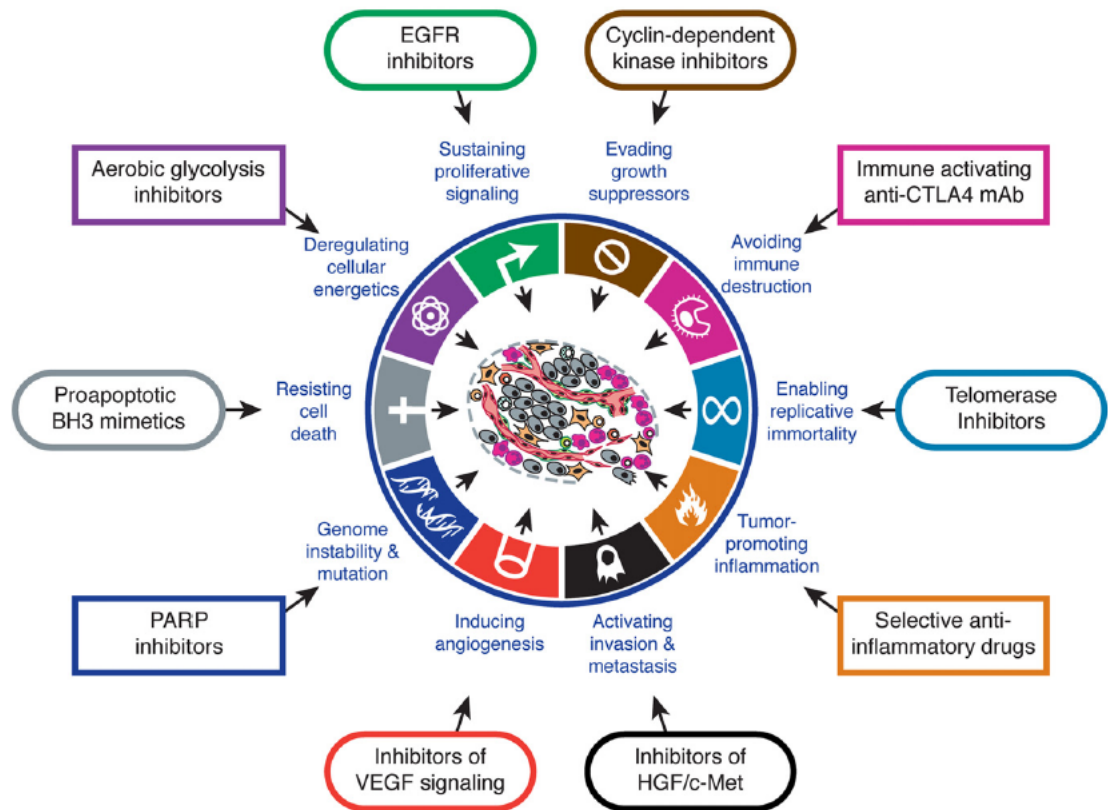 EGFR
inhibitors
Cyclin-dependent
kinase inhibitors
Aerobic glycolysis
inhibitors
Sustaining
proliferative
signaling
Evading
growth
suppressors
Immune activating
anti-CTLA4 mAb
Deregulating
cellular
energetics
Avoiding
immune
destruction
Proapoptotic
BH3 mimetics
Resisting
cell
death
Enabling
replicative
immortality
Telomerase
Inhibitors
Genome
instability &
mutation
Tumor-
promoting
inflammation
PARP
inhibitors
Inducing
angiogenesis
Activating
invasion &
metastasis
Selective anti-
inflammatory drugs
Inhibitors of
VEGF signaling
Inhibitors of
HGF/c-Met